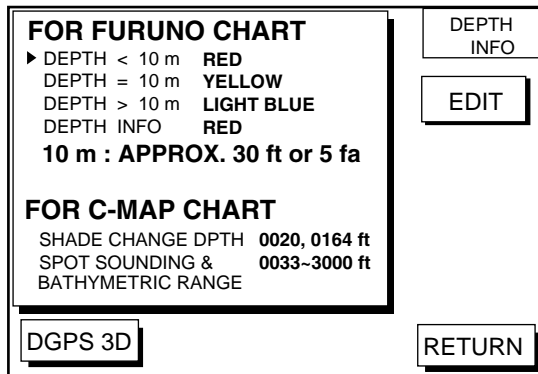 FOR FURUNO CHART
DEPTH < 10 m RED
DEPTH = 10 m YELLOW
DEPTH > 10 m LIGHT BLUE
DEPTH INFO RED
10 m : APPROX. 30 ft or 5 fa
FOR C-MAP CHART
SHADE CHANGE DPTH 0020, 0164 ft
SPOT SOUNDING & 0033~3000 ft
BATHYMETRIC RANGE
DEPTH
INFO
EDIT
DGPS 3D
RETURN